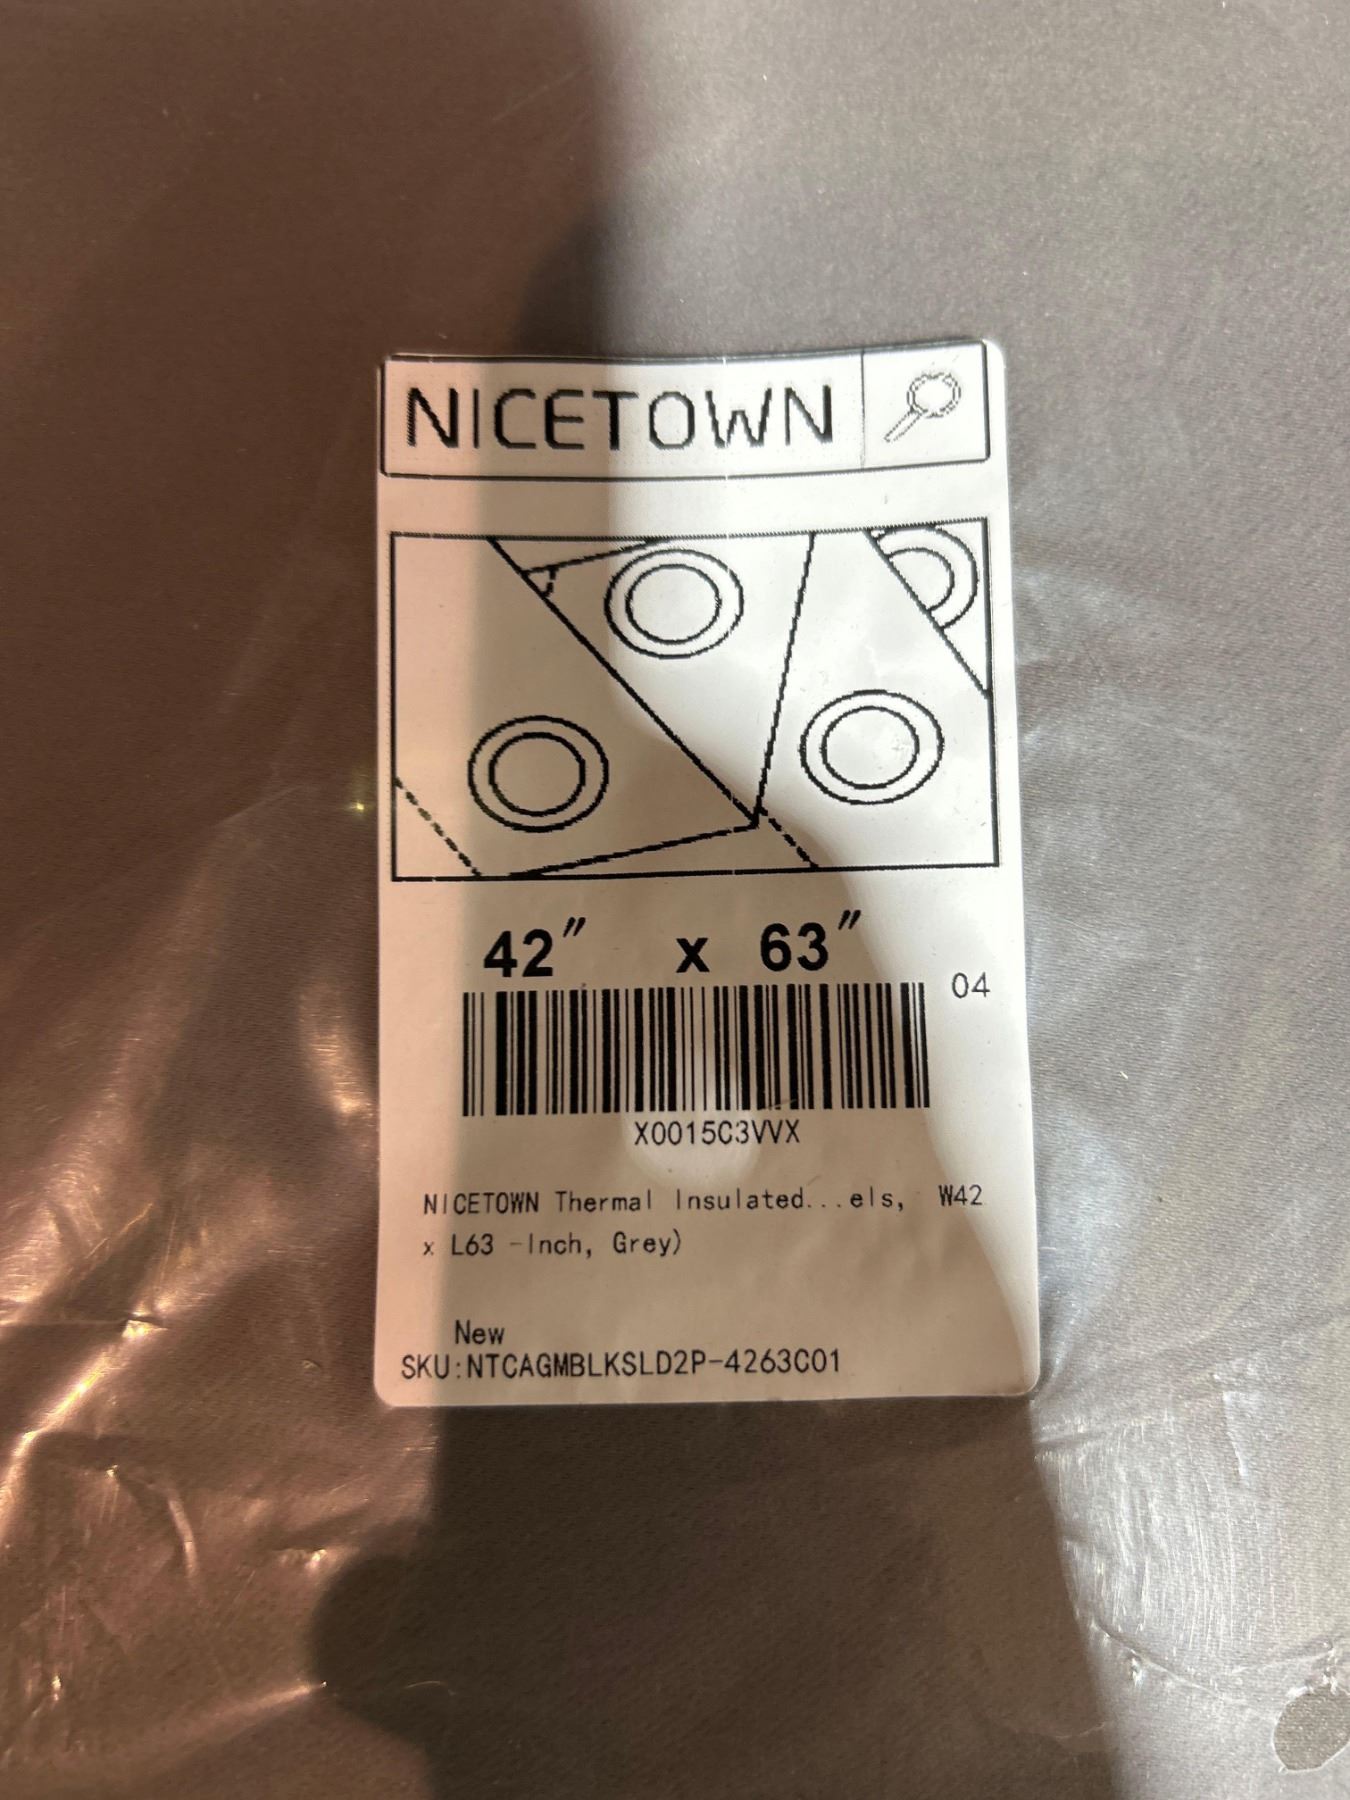 NICETOWN
42" x 63"
04
X0015C3VVX
NICETOWN Thermal Insulated...els, W42
x L63 -Inch, Grey)
New
SKU:NTCAGMBLKSLD2P-4263C01